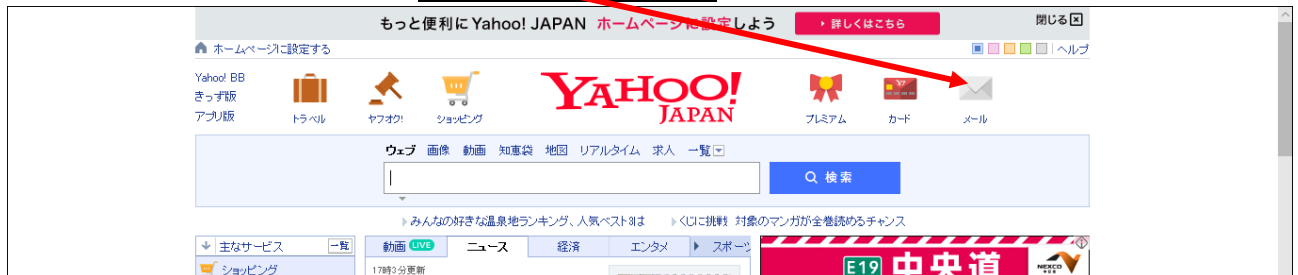 もっと便利に Yahoo! JAPAN ホームページに設定しよう
詳しくはこちら
閉じる
ホームページに設定する
ヘルプ
Yahoo! BB
きっず版
アプリ版
トラベル
ヤフオク!
ショッピング
YAHOO!
JAPAN
プレミアム
カード
メール
ウェブ 画像 動画 知恵袋 地図 リアルタイム 求人 一覧
検索
みんなの好きな温泉地ランキング、人気ベスト3は くじに挑戦 対象のマンガが全巻読めるチャンス
主なサービス 一覧
動画 LIVE ニュース 経済 エンタメ スポーツ
ショッピング
17時3分更新
E19 中央道
NEXCO